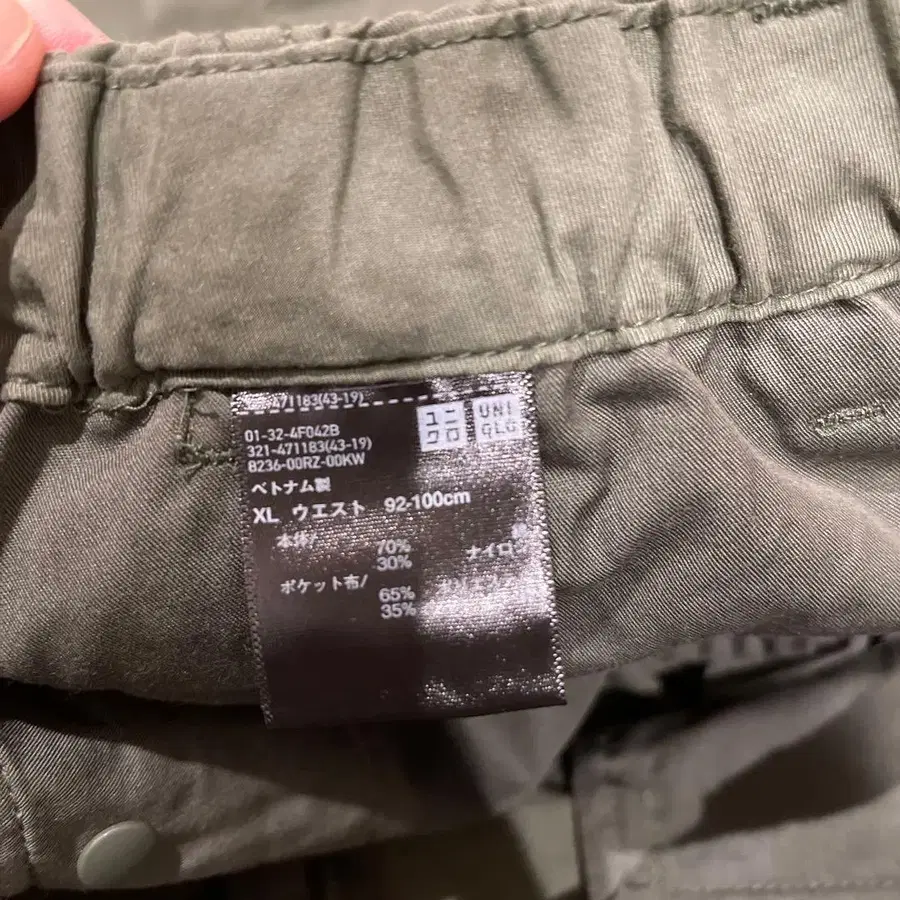 471183(43-19)
ユニ
クロ
UNI
QLO
01-32-4F042B
321-471183(43-19)
8236-00RZ-00KW
ベトナム製
XL ウエスト 92-100cm
本体/
70%
30% ナイロ
ポケット布/
65%
35%